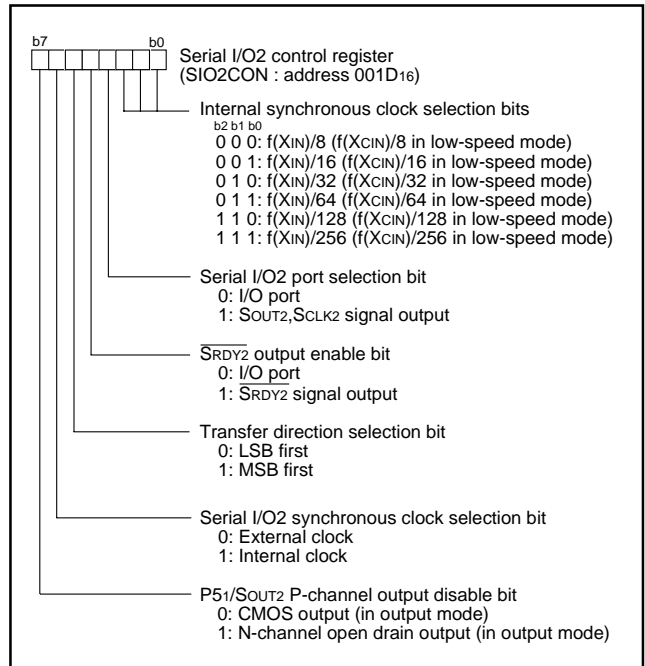 b7 b0
Serial I/O2 control register
(SIO2CON : address 001D16)
Internal synchronous clock selection bits
b2 b1 b0
0 0 0: f(XIN)/8 (f(XCIN)/8 in low-speed mode)
0 0 1: f(XIN)/16 (f(XCIN)/16 in low-speed mode)
0 1 0: f(XIN)/32 (f(XCIN)/32 in low-speed mode)
0 1 1: f(XIN)/64 (f(XCIN)/64 in low-speed mode)
1 1 0: f(XIN)/128 (f(XCIN)/128 in low-speed mode)
1 1 1: f(XIN)/256 (f(XCIN)/256 in low-speed mode)
Serial I/O2 port selection bit
0: I/O port
1: SOUT2,SCLK2 signal output
SRDY2 output enable bit
0: I/O port
1: SRDY2 signal output
Transfer direction selection bit
0: LSB first
1: MSB first
Serial I/O2 synchronous clock selection bit
0: External clock
1: Internal clock
P51/SOUT2 P-channel output disable bit
0: CMOS output (in output mode)
1: N-channel open drain output (in output mode)